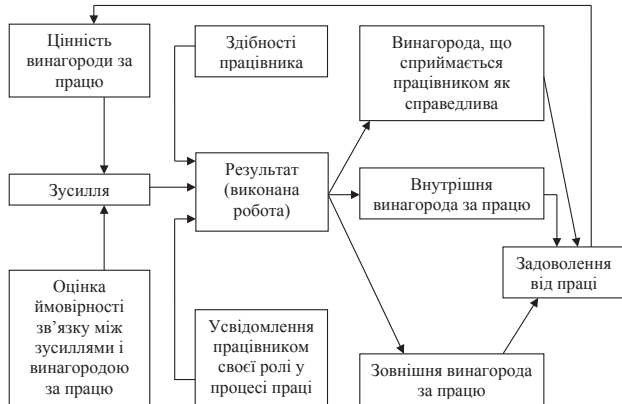 Цінність
винагороди за
працю
Здібності
працівника
Винагорода, що
сприймається
працівником як
справедлива
Зусилля
Результат
(виконана
робота)
Внутрішня
винагорода за працю
Задоволення
від праці
Оцінка
ймовірності
зв’язку між
зусиллями і
винагородою
за працю
Усвідомлення
працівником
своєї ролі у
процесі праці
Зовнішня винагорода
за працю